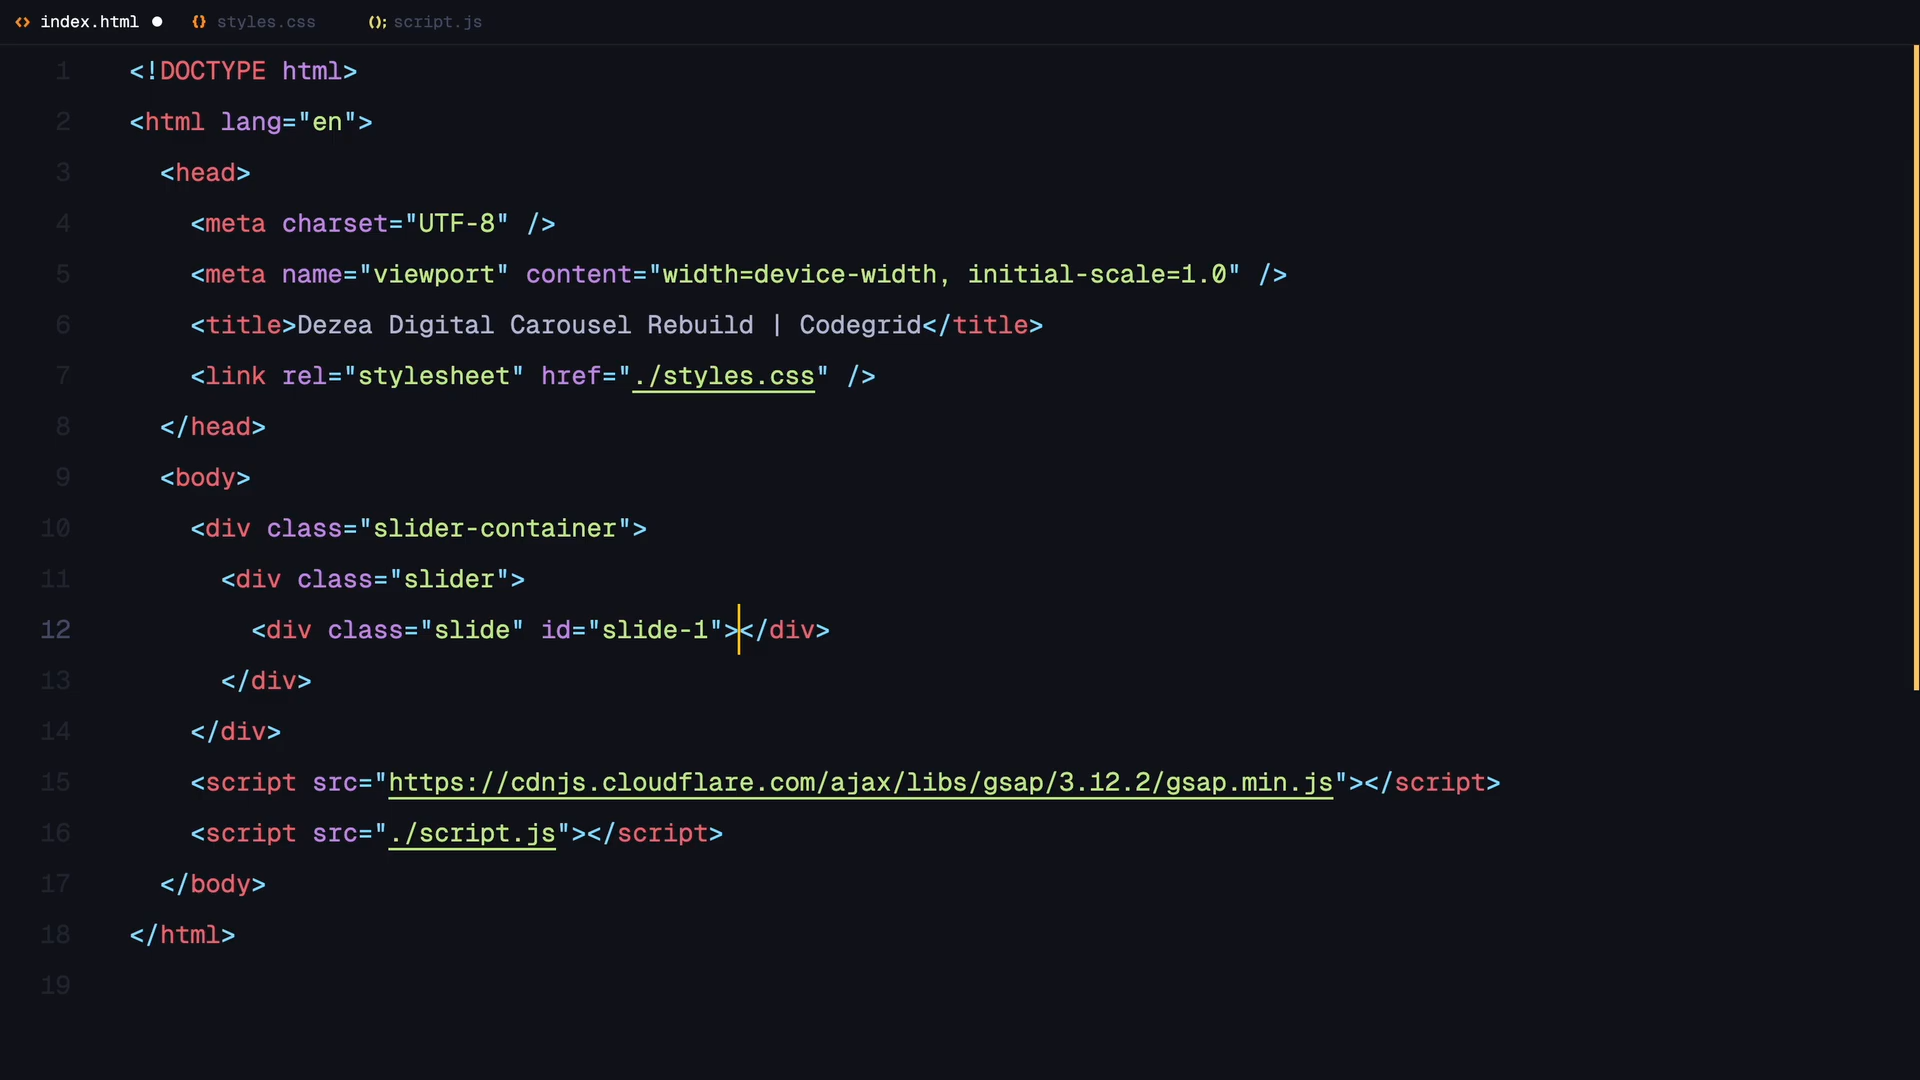 <> index.html ● {} styles.css (); script.js
1 <!DOCTYPE html>
2 <html lang="en">
3 <head>
4 <meta charset="UTF-8" />
5 <meta name="viewport" content="width=device-width, initial-scale=1.0" />
6 <title>Dezea Digital Carousel Rebuild | Codegrid</title>
7 <link rel="stylesheet" href="./styles.css" />
8 </head>
9 <body>
10 <div class="slider-container">
11 <div class="slider">
12 <div class="slide" id="slide-1"></div>
13 </div>
14 </div>
15 <script src="https://cdnjs.cloudflare.com/ajax/libs/gsap/3.12.2/gsap.min.js"></script>
16 <script src="./script.js"></script>
17 </body>
18 </html>
19